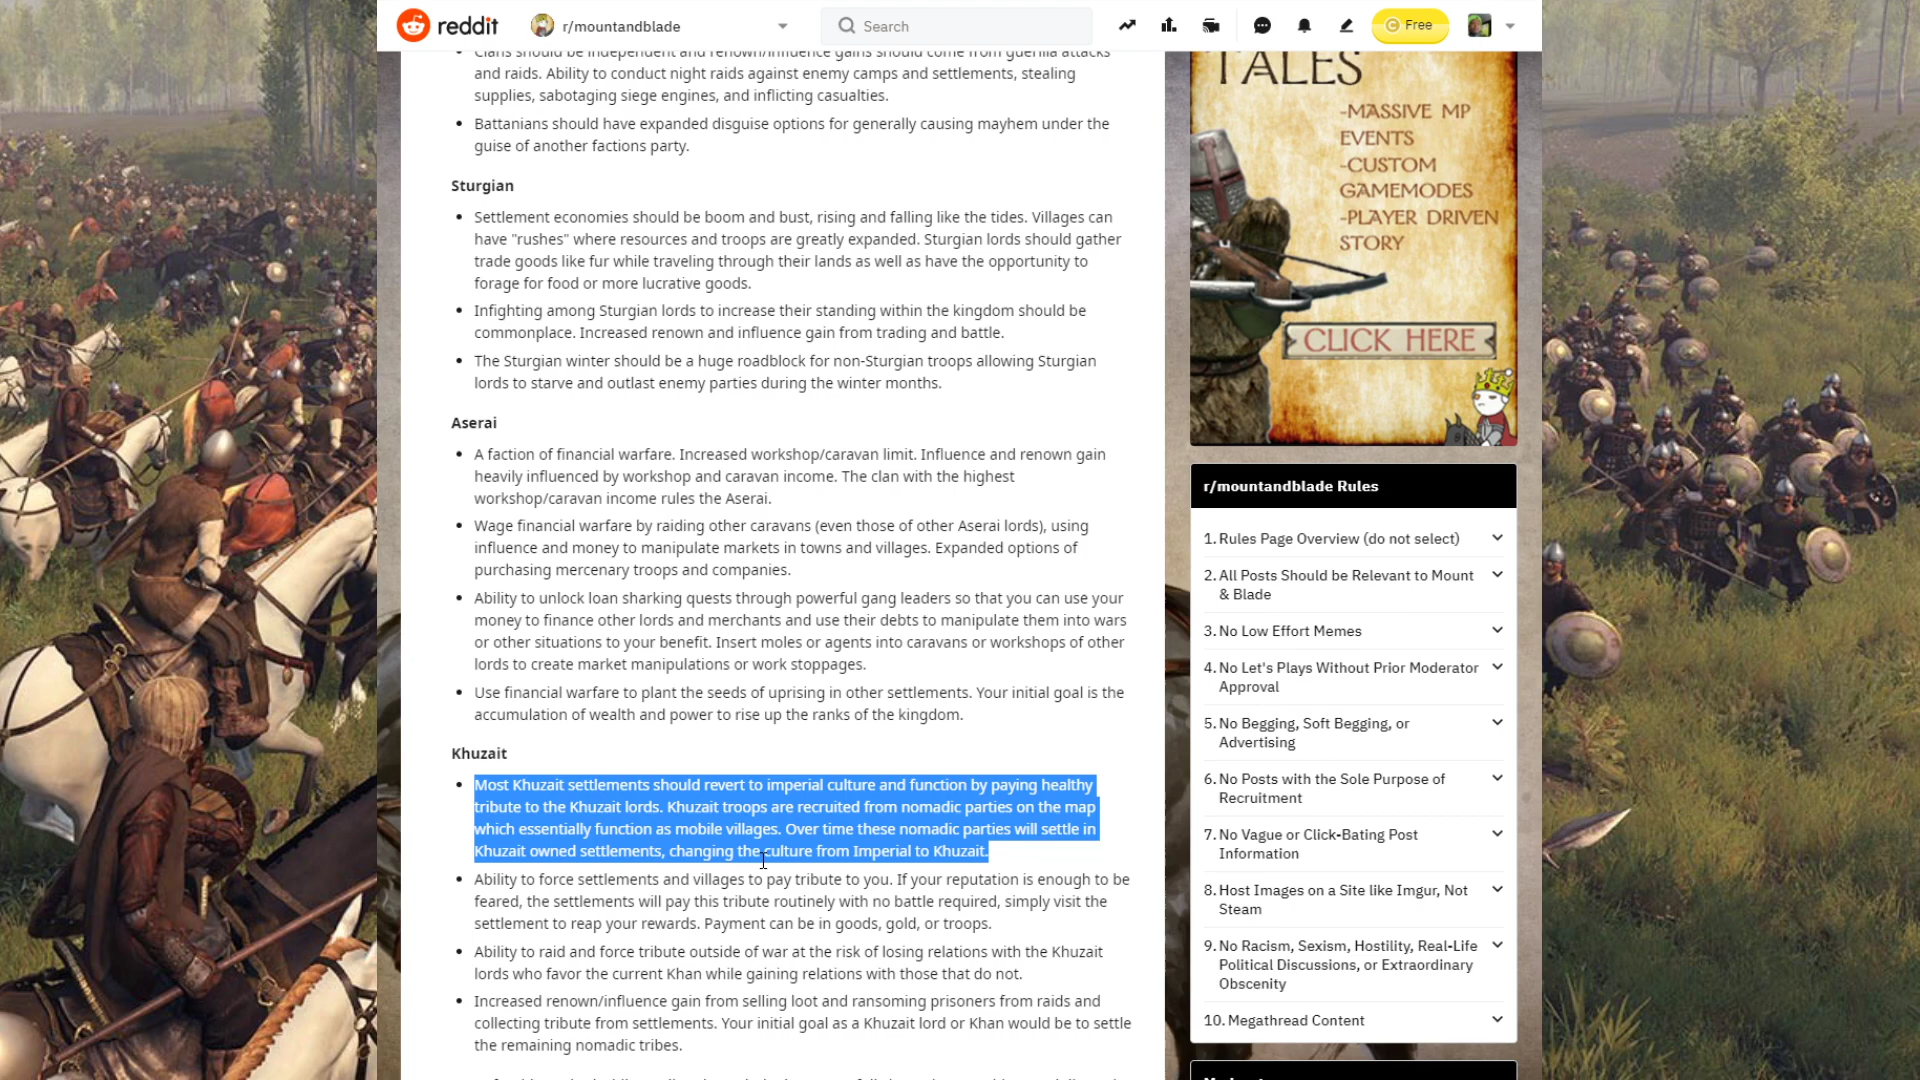 reddit
r/mountandblade
Search
Free
Clans should be independent and renown/influence gains should come from guerilla attacks
and raids. Ability to conduct night raids against enemy camps and settlements, stealing
supplies, sabotaging siege engines, and inflicting casualties.
Battanians should have expanded disguise options for generally causing mayhem under the
guise of another factions party.
Sturgian
Settlement economies should be boom and bust, rising and falling like the tides. Villages can
have "rushes" where resources and troops are greatly expanded. Sturgian lords should gather
trade goods like fur while traveling through their lands as well as have the opportunity to
forage for food or more lucrative goods.
Infighting among Sturgian lords to increase their standing within the kingdom should be
commonplace. Increased renown and influence gain from trading and battle.
The Sturgian winter should be a huge roadblock for non-Sturgian troops allowing Sturgian
lords to starve and outlast enemy parties during the winter months.
Aserai
A faction of financial warfare. Increased workshop/caravan limit. Influence and renown gain
heavily influenced by workshop and caravan income. The clan with the highest
workshop/caravan income rules the Aserai.
Wage financial warfare by raiding other caravans (even those of other Aserai lords), using
influence and money to manipulate markets in towns and villages. Expanded options of
purchasing mercenary troops and companies.
Ability to unlock loan sharking quests through powerful gang leaders so that you can use your
money to finance other lords and merchants and use their debts to manipulate them into wars
or other situations to your benefit. Insert moles or agents into caravans or workshops of other
lords to create market manipulations or work stoppages.
Use financial warfare to plant the seeds of uprising in other settlements. Your initial goal is the
accumulation of wealth and power to rise up the ranks of the kingdom.
Khuzait
Most Khuzait settlements should revert to imperial culture and function by paying healthy
tribute to the Khuzait lords. Khuzait troops are recruited from nomadic parties on the map
which essentially function as mobile villages. Over time these nomadic parties will settle in
Khuzait owned settlements, changing the culture from Imperial to Khuzait.
Ability to force settlements and villages to pay tribute to you. If your reputation is enough to be
feared, the settlements will pay this tribute routinely with no battle required, simply visit the
settlement to reap your rewards. Payment can be in goods, gold, or troops.
Ability to raid and force tribute outside of war at the risk of losing relations with the Khuzait
lords who favor the current Khan while gaining relations with those that do not.
Increased renown/influence gain from selling loot and ransoming prisoners from raids and
collecting tribute from settlements. Your initial goal as a Khuzait lord or Khan would be to settle
the remaining nomadic tribes.
TALES
-MASSIVE MP
EVENTS
-CUSTOM
GAMEMODES
-PLAYER DRIVEN
STORY
CLICK HERE
r/mountandblade Rules
1. Rules Page Overview (do not select)
2. All Posts Should be Relevant to Mount
& Blade
3. No Low Effort Memes
4. No Let's Plays Without Prior Moderator
Approval
5. No Begging, Soft Begging, or
Advertising
6. No Posts with the Sole Purpose of
Recruitment
7. No Vague or Click-Bating Post
Information
8. Host Images on a Site like Imgur, Not
Steam
9. No Racism, Sexism, Hostility, Real-Life
Political Discussions, or Extraordinary
Obscenity
10. Megathread Content